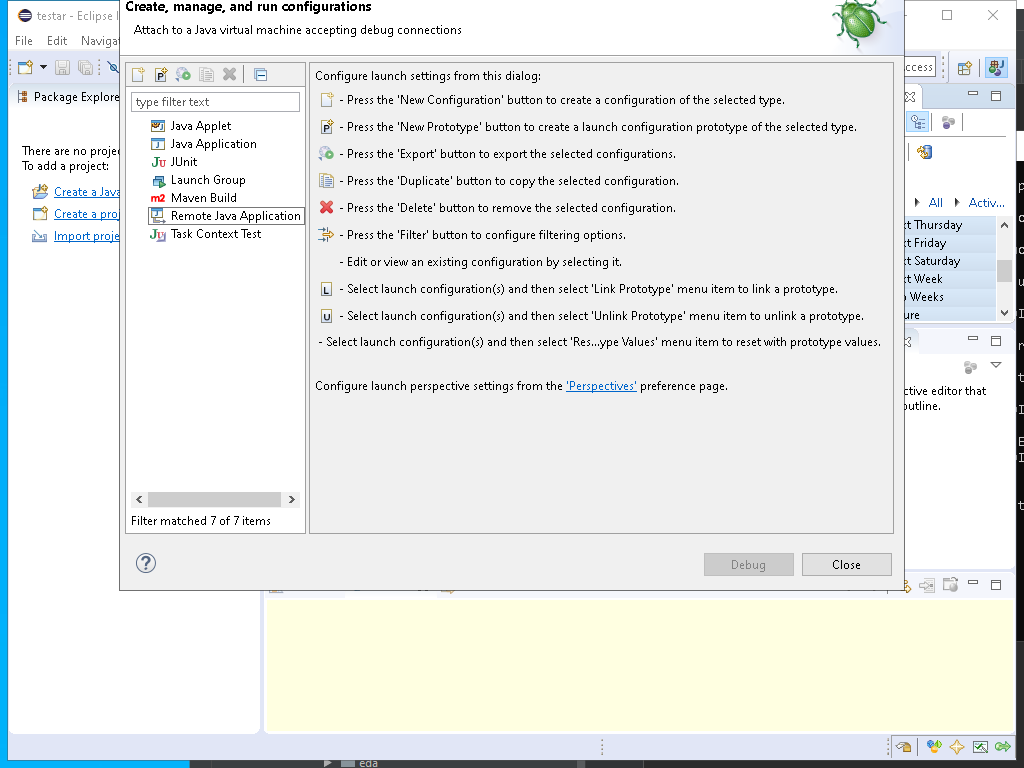 Create, manage, and run configurations
testar - Eclipse
Attach to a Java virtual machine accepting debug connections
File Edit Navigat
Package Explore
type filter text
Java Applet
Java Application
JUnit
Launch Group
Maven Build
Remote Java Application
Task Context Test
Filter matched 7 of 7 items
There are no projec
To add a project:
Create a Java
Create a proj
Import proje
Configure launch settings from this dialog:
- Press the 'New Configuration' button to create a configuration of the selected type.
- Press the 'New Prototype' button to create a launch configuration prototype of the selected type.
- Press the 'Export' button to export the selected configurations.
- Press the 'Duplicate' button to copy the selected configuration.
- Press the 'Delete' button to remove the selected configuration.
- Press the 'Filter' button to configure filtering options.
- Edit or view an existing configuration by selecting it.
L - Select launch configuration(s) and then select 'Link Prototype' menu item to link a prototype.
U - Select launch configuration(s) and then select 'Unlink Prototype' menu item to unlink a prototype.
- Select launch configuration(s) and then select 'Res...ype Values' menu item to reset with prototype values.
Configure launch perspective settings from the 'Perspectives' preference page.
Debug
Close
ccess
All Activ...
xt Thursday
xt Friday
xt Saturday
xt Week
Weeks
ure
ctive editor that
outline.
eda